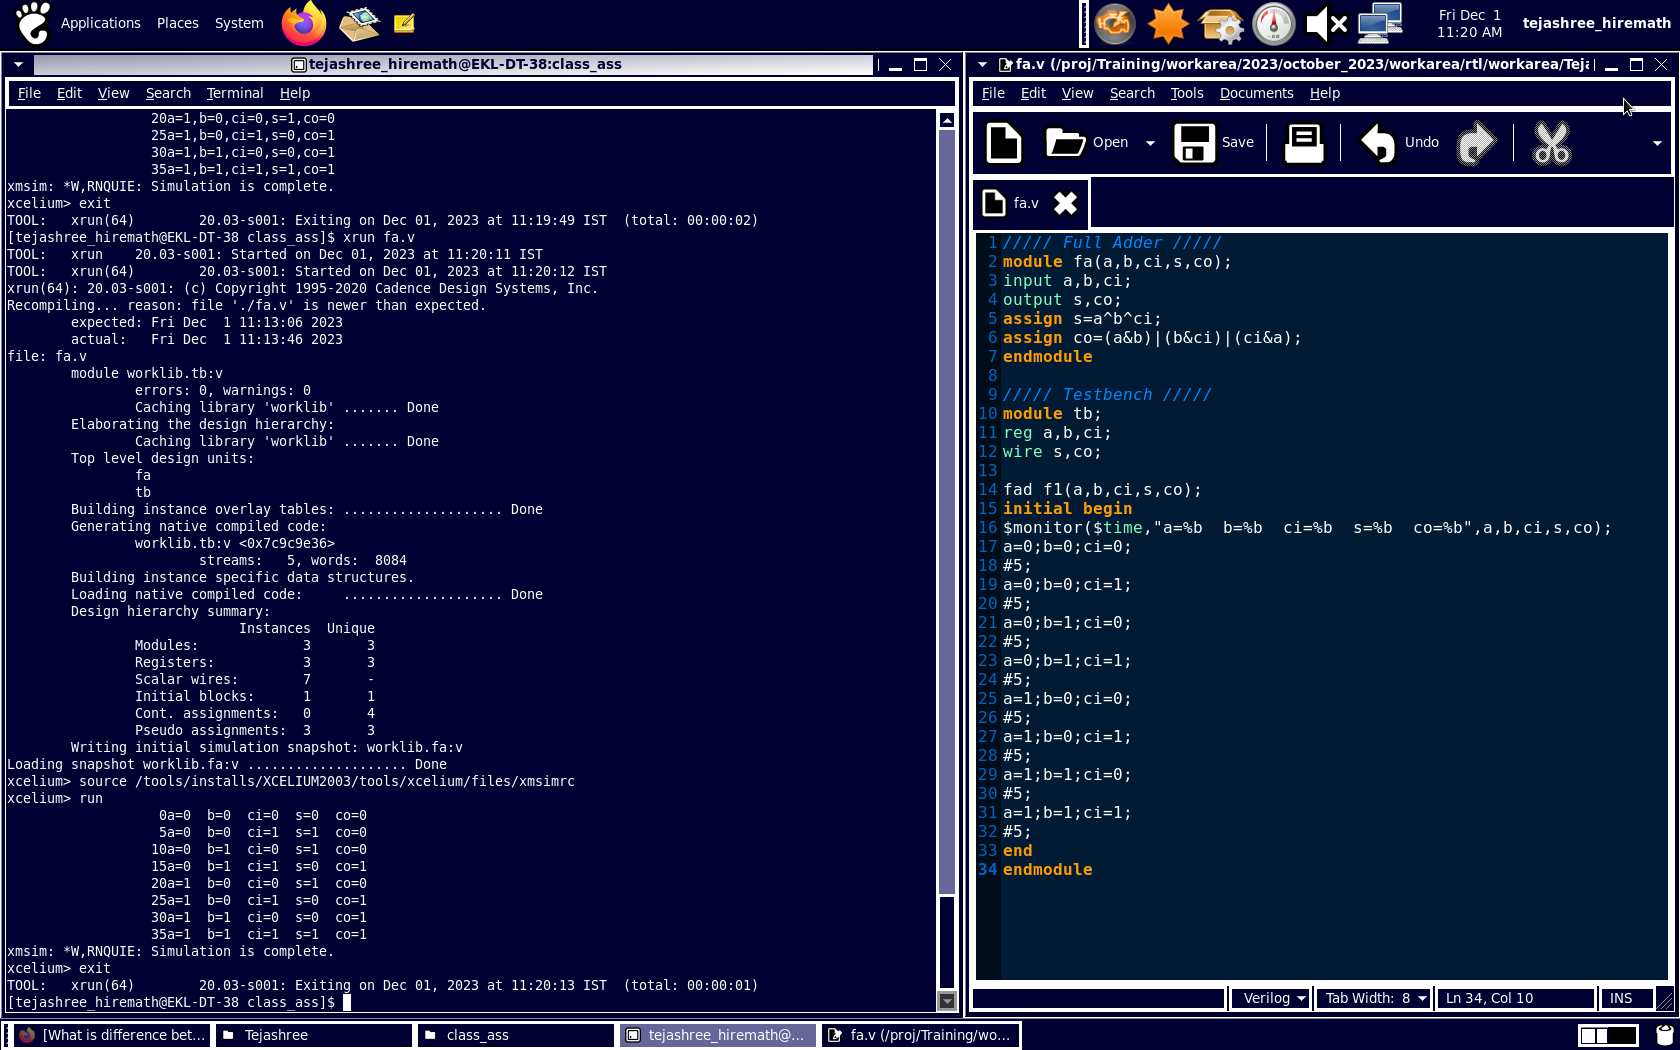 Applications Places System
Fri Dec 1
11:20 AM
tejashree_hiremath
tejashree_hiremath@EKL-DT-38:class_ass
File Edit View Search Terminal Help
20a=1,b=0,ci=0,s=1,co=0
25a=1,b=0,ci=1,s=0,co=1
30a=1,b=1,ci=0,s=0,co=1
35a=1,b=1,ci=1,s=1,co=1
xmsim: *W,RNQUIE: Simulation is complete.
xcelium> exit
TOOL: xrun(64) 20.03-s001: Exiting on Dec 01, 2023 at 11:19:49 IST (total: 00:00:02)
[tejashree_hiremath@EKL-DT-38 class_ass]$ xrun fa.v
TOOL: xrun 20.03-s001: Started on Dec 01, 2023 at 11:20:11 IST
TOOL: xrun(64) 20.03-s001: Started on Dec 01, 2023 at 11:20:12 IST
xrun(64): 20.03-s001: (c) Copyright 1995-2020 Cadence Design Systems, Inc.
Recompiling... reason: file './fa.v' is newer than expected.
expected: Fri Dec 1 11:13:06 2023
actual: Fri Dec 1 11:13:46 2023
file: fa.v
module worklib.tb:v
errors: 0, warnings: 0
Caching library 'worklib' ....... Done
Elaborating the design hierarchy:
Caching library 'worklib' ....... Done
Top level design units:
fa
tb
Building instance overlay tables: .................... Done
Generating native compiled code:
worklib.tb:v <0x7c9c9e36>
streams: 5, words: 8084
Building instance specific data structures.
Loading native compiled code: .................... Done
Design hierarchy summary:
Instances Unique
Modules: 3 3
Registers: 3 3
Scalar wires: 7 -
Initial blocks: 1 1
Cont. assignments: 0 4
Pseudo assignments: 3 3
Writing initial simulation snapshot: worklib.fa:v
Loading snapshot worklib.fa:v .................... Done
xcelium> source /tools/installs/XCELIUM2003/tools/xcelium/files/xmsimrc
xcelium> run
0a=0 b=0 ci=0 s=0 co=0
5a=0 b=0 ci=1 s=1 co=0
10a=0 b=1 ci=0 s=1 co=0
15a=0 b=1 ci=1 s=0 co=1
20a=1 b=0 ci=0 s=1 co=0
25a=1 b=0 ci=1 s=0 co=1
30a=1 b=1 ci=0 s=0 co=1
35a=1 b=1 ci=1 s=1 co=1
xmsim: *W,RNQUIE: Simulation is complete.
xcelium> exit
TOOL: xrun(64) 20.03-s001: Exiting on Dec 01, 2023 at 11:20:13 IST (total: 00:00:01)
[tejashree_hiremath@EKL-DT-38 class_ass]$
fa.v (/proj/Training/workarea/2023/october_2023/workarea/rtl/workarea/Teja
File Edit View Search Tools Documents Help
Open Save Undo
fa.v
1 ///// Full Adder /////
2 module fa(a,b,ci,s,co);
3 input a,b,ci;
4 output s,co;
5 assign s=a^b^ci;
6 assign co=(a&b)|(b&ci)|(ci&a);
7 endmodule
8
9 ///// Testbench /////
10 module tb;
11 reg a,b,ci;
12 wire s,co;
13
14 fad f1(a,b,ci,s,co);
15 initial begin
16 $monitor($time,"a=%b  b=%b  ci=%b  s=%b  co=%b",a,b,ci,s,co);
17 a=0;b=0;ci=0;
18 #5;
19 a=0;b=0;ci=1;
20 #5;
21 a=0;b=1;ci=0;
22 #5;
23 a=0;b=1;ci=1;
24 #5;
25 a=1;b=0;ci=0;
26 #5;
27 a=1;b=0;ci=1;
28 #5;
29 a=1;b=1;ci=0;
30 #5;
31 a=1;b=1;ci=1;
32 #5;
33 end
34 endmodule
Verilog Tab Width: 8 Ln 34, Col 10 INS
[What is difference bet... Tejashree class_ass tejashree_hiremath@... fa.v (/proj/Training/wo...